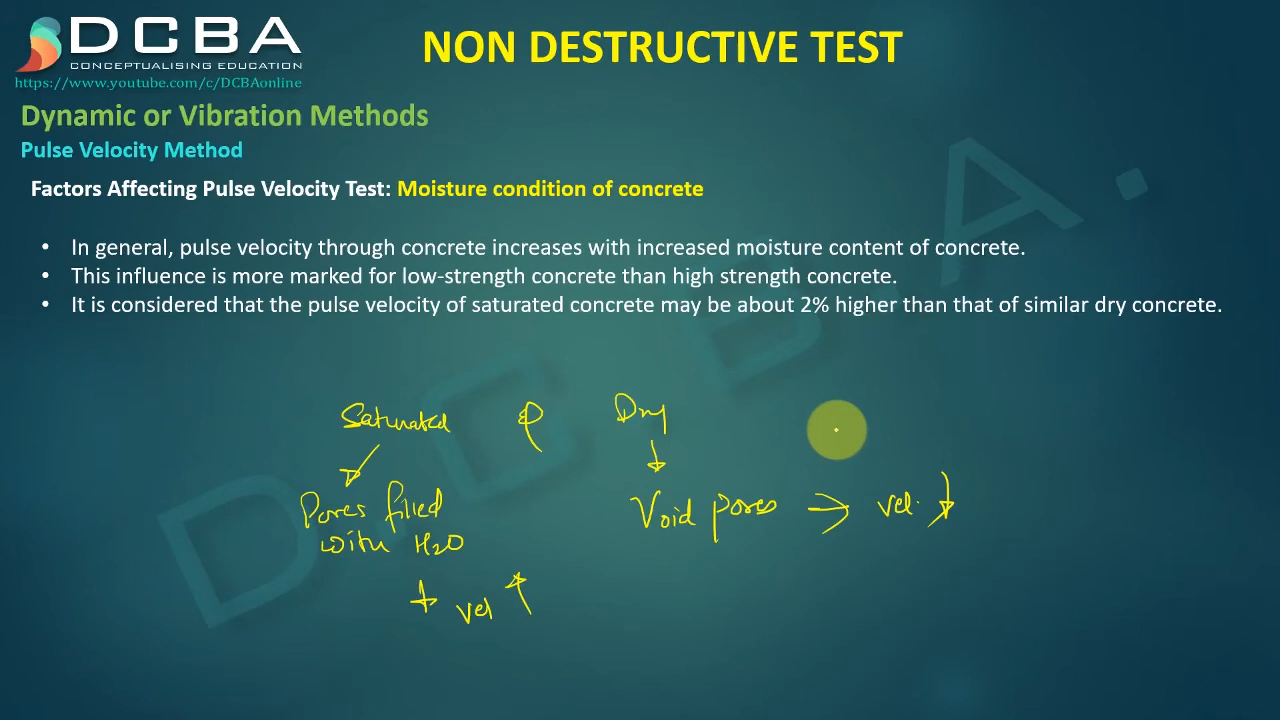 DCBA
CONCEPTUALISING EDUCATION
https://www.youtube.com/c/DCBAonline
NON DESTRUCTIVE TEST
Dynamic or Vibration Methods
Pulse Velocity Method
Factors Affecting Pulse Velocity Test: Moisture condition of concrete
• In general, pulse velocity through concrete increases with increased moisture content of concrete.
• This influence is more marked for low-strength concrete than high strength concrete.
• It is considered that the pulse velocity of saturated concrete may be about 2% higher than that of similar dry concrete.
Saturated & Dry
Pores filled
with H2O
Void pores → vel. ↓
↓ vel ↑
DCBA.